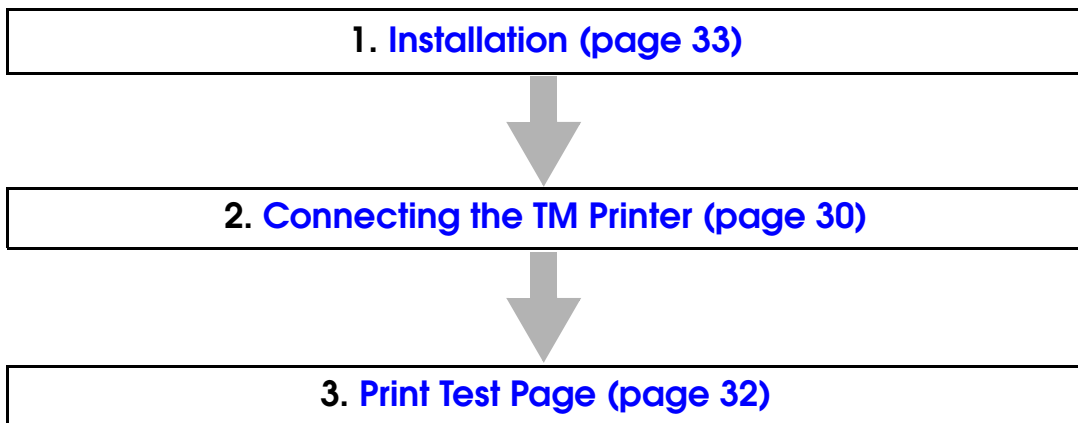 1. Installation (page 33)
2. Connecting the TM Printer (page 30)
3. Print Test Page (page 32)